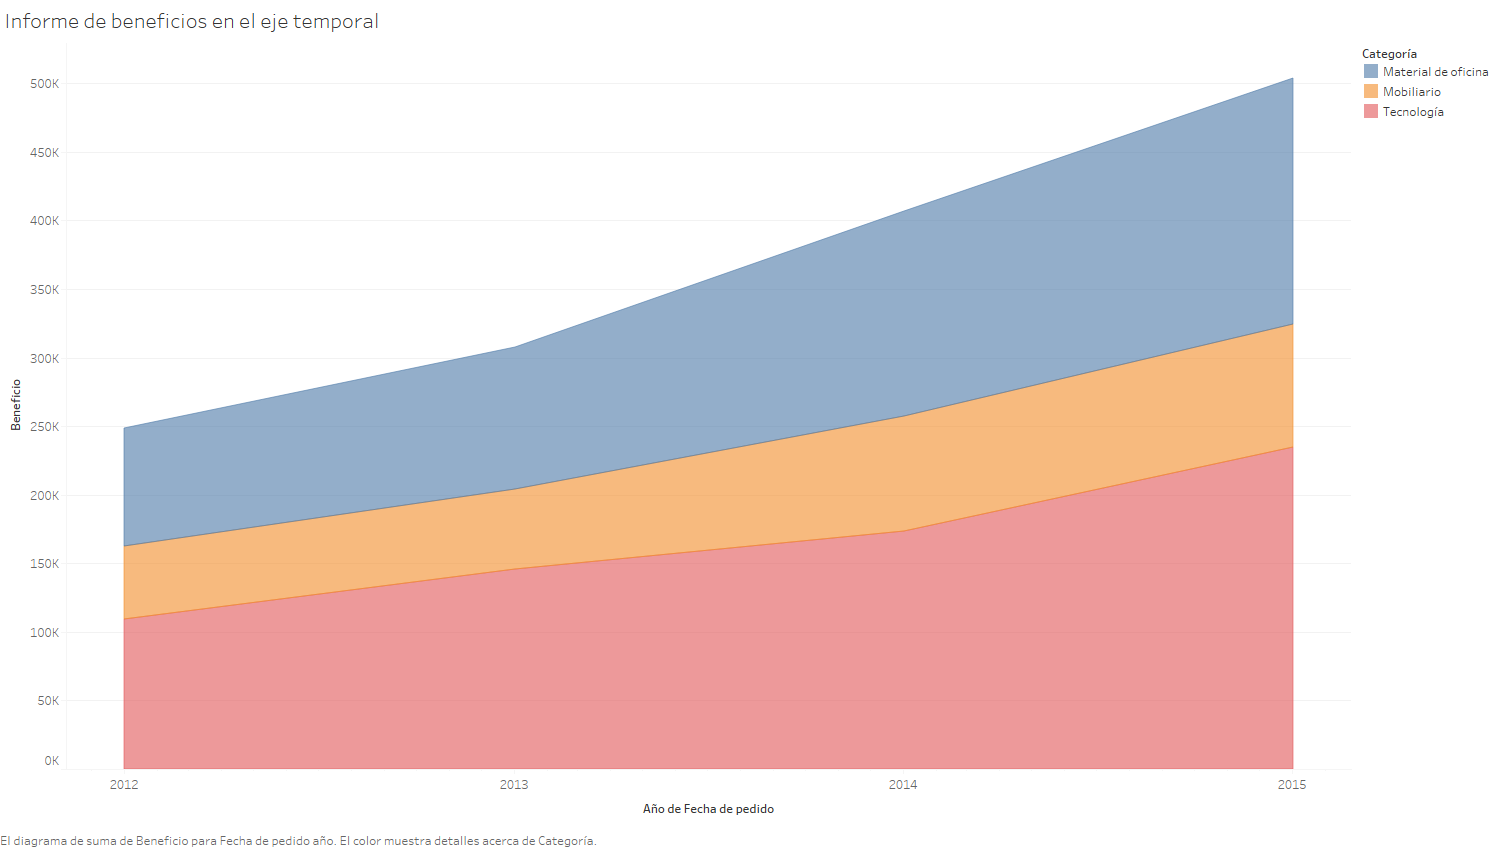 Informe de beneficios en el eje temporal
Categoría
Material de oficina
Mobiliario
Tecnología
500K
450K
400K
350K
300K
250K
200K
150K
100K
50K
0K
Beneficio
2012 2013 2014 2015
Año de Fecha de pedido
El diagrama de suma de Beneficio para Fecha de pedido año. El color muestra detalles acerca de Categoría.